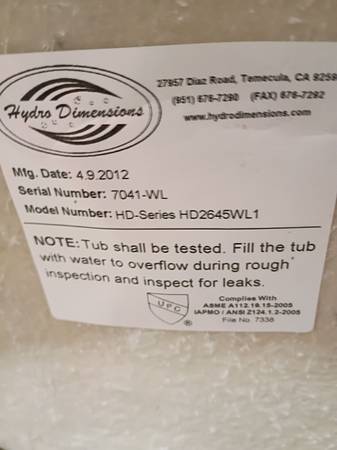 Hydro Dimensions
27957 Diaz Road, Temecula, CA 9259
(951) 676-7290 (FAX) 676-7292
www.hydrodimensions.com
Mfg. Date: 4.9.2012
Serial Number: 7041-WL
Model Number: HD-Series HD2645WL1
NOTE: Tub shall be tested. Fill the tub
with water to overflow during rough
inspection and inspect for leaks.
UPC
®
Complies With
ASME A112.19.15-2005
IAPMO / ANSI Z124.1.2-2005
File No. 7338